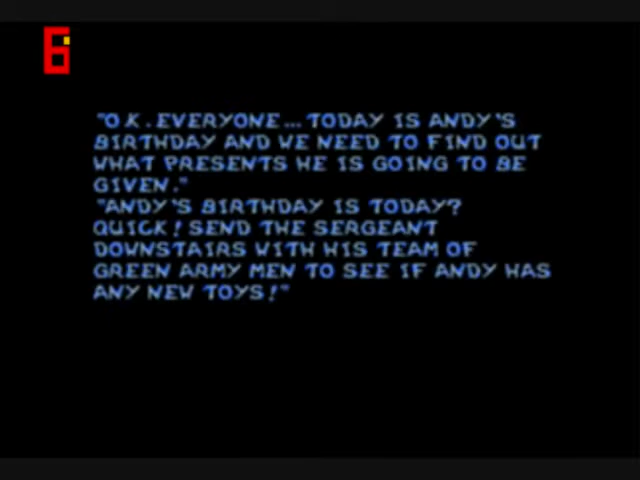 6
"O.K. EVERYONE... TODAY IS ANDY'S
BIRTHDAY AND WE NEED TO FIND OUT
WHAT PRESENTS HE IS GOING TO BE
GIVEN."
"ANDY'S BIRTHDAY IS TODAY?
QUICK! SEND THE SERGEANT
DOWNSTAIRS WITH HIS TEAM OF
GREEN ARMY MEN TO SEE IF ANDY HAS
ANY NEW TOYS!"